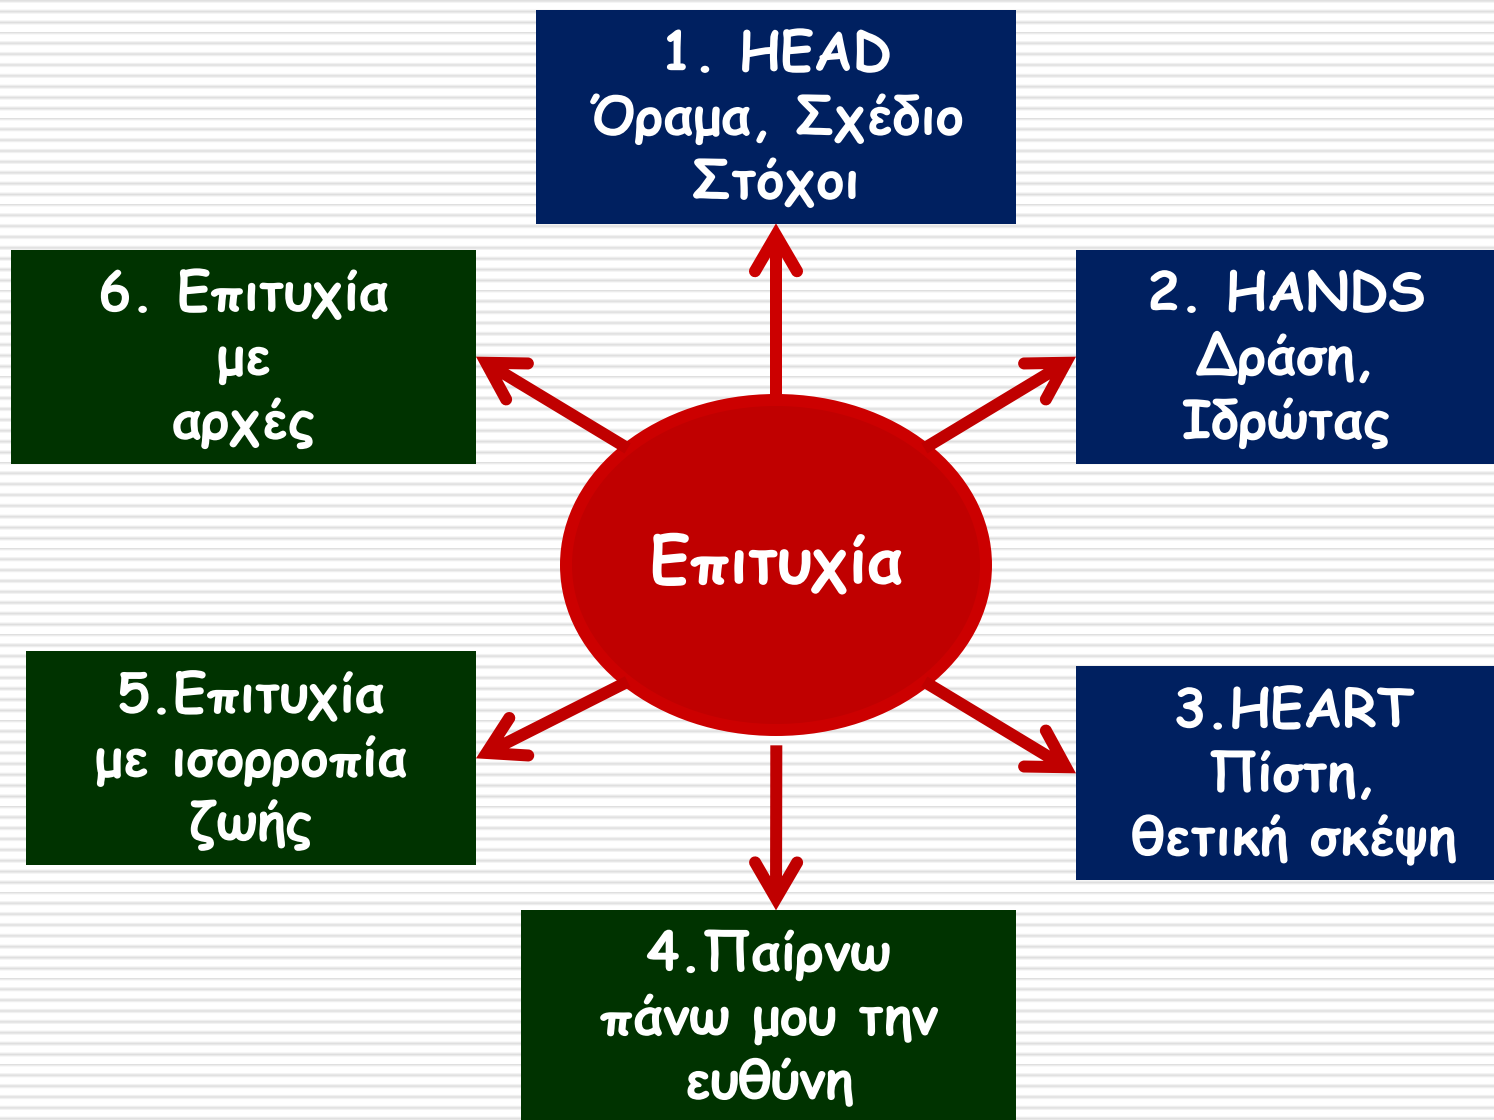 1. HEAD
Όραμα, Σχέδιο
Στόχοι
2. HANDS
Δράση,
Ιδρώτας
3.HEART
Πίστη,
θετική σκέψη
4.Παίρνω
πάνω μου την
ευθύνη
5.Επιτυχία
με ισορροπία
ζωής
6. Επιτυχία
με
αρχές
Επιτυχία